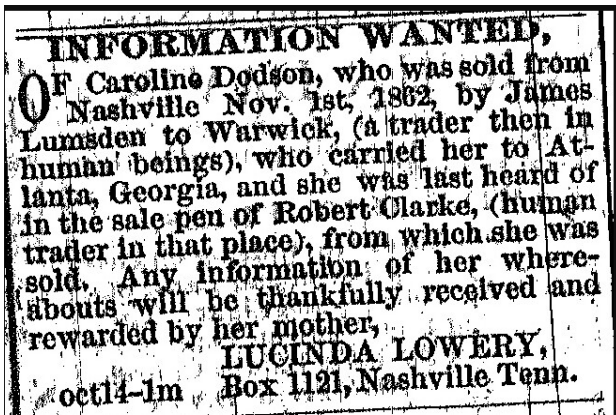 INFORMATION WANTED,
OF Caroline Dodson, who was sold from
Nashville Nov. 1st, 1862, by James
Lumsden to Warwick, (a trader then in
human beings), who carried her to At-
lanta, Georgia, and she was last heard of
in the sale pen of Robert Clarke, (human
trader in that place), from which she was
sold. Any information of her where-
abouts will be thankfully received and
rewarded by her mother,
LUCINDA LOWERY,
oct14-1m Box 1121, Nashville Tenn.